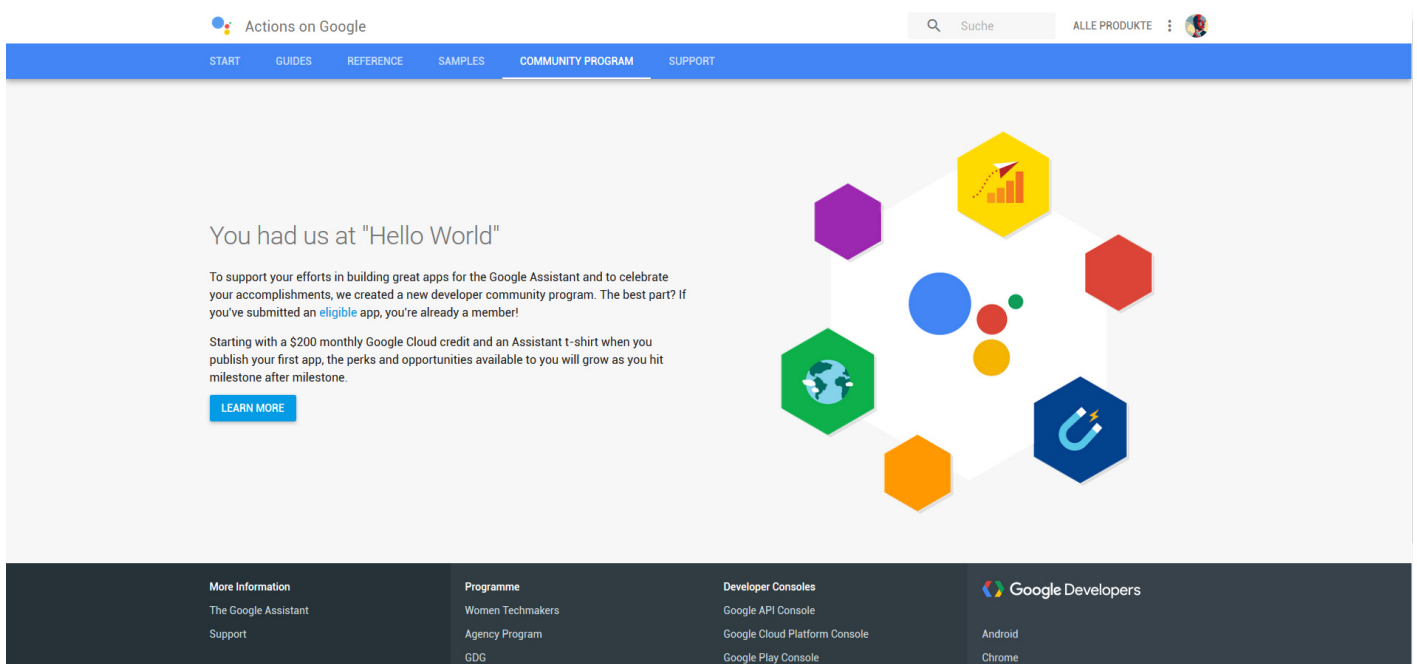 Actions on Google
Suche
ALLE PRODUKTE
START GUIDES REFERENCE SAMPLES COMMUNITY PROGRAM SUPPORT
You had us at "Hello World"
To support your efforts in building great apps for the Google Assistant and to celebrate
your accomplishments, we created a new developer community program. The best part? If
you've submitted an eligible app, you're already a member!
Starting with a $200 monthly Google Cloud credit and an Assistant t-shirt when you
publish your first app, the perks and opportunities available to you will grow as you hit
milestone after milestone.
LEARN MORE
More Information
The Google Assistant
Support
Programme
Women Techmakers
Agency Program
GDG
Developer Consoles
Google API Console
Google Cloud Platform Console
Google Play Console
Google Developers
Android
Chrome